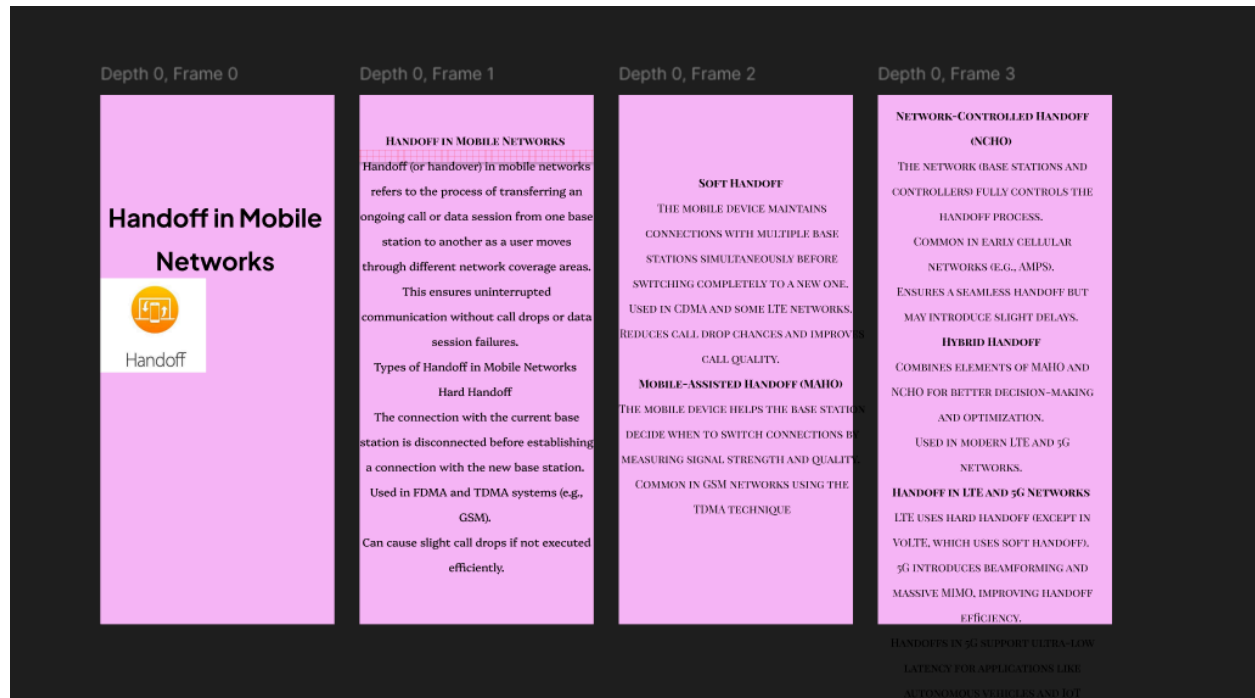 Depth 0, Frame 0
Handoff in Mobile
Networks
Handoff
Depth 0, Frame 1
HANDOFF IN MOBILE NETWORKS
Handoff (or handover) in mobile networks
refers to the process of transferring an
ongoing call or data session from one base
station to another as a user moves
through different network coverage areas.
This ensures uninterrupted
communication without call drops or data
session failures.
Types of Handoff in Mobile Networks
Hard Handoff
The connection with the current base
station is disconnected before establishing
a connection with the new base station.
Used in FDMA and TDMA systems (e.g.,
GSM).
Can cause slight call drops if not executed
efficiently.
Depth 0, Frame 2
SOFT HANDOFF
THE MOBILE DEVICE MAINTAINS
CONNECTIONS WITH MULTIPLE BASE
STATIONS SIMULTANEOUSLY BEFORE
SWITCHING COMPLETELY TO A NEW ONE.
USED IN CDMA AND SOME LTE NETWORKS.
REDUCES CALL DROP CHANCES AND IMPROVES
CALL QUALITY.
MOBILE-ASSISTED HANDOFF (MAHO)
THE MOBILE DEVICE HELPS THE BASE STATION
DECIDE WHEN TO SWITCH CONNECTIONS BY
MEASURING SIGNAL STRENGTH AND QUALITY.
COMMON IN GSM NETWORKS USING THE
TDMA TECHNIQUE
Depth 0, Frame 3
NETWORK-CONTROLLED HANDOFF
(NCHO)
THE NETWORK (BASE STATIONS AND
CONTROLLERS) FULLY CONTROLS THE
HANDOFF PROCESS.
COMMON IN EARLY CELLULAR
NETWORKS (E.G., AMPS).
ENSURES A SEAMLESS HANDOFF BUT
MAY INTRODUCE SLIGHT DELAYS.
HYBRID HANDOFF
COMBINES ELEMENTS OF MAHO AND
NCHO FOR BETTER DECISION-MAKING
AND OPTIMIZATION.
USED IN MODERN LTE AND 5G
NETWORKS.
HANDOFF IN LTE AND 5G NETWORKS
LTE USES HARD HANDOFF (EXCEPT IN
VOLTE, WHICH USES SOFT HANDOFF).
5G INTRODUCES BEAMFORMING AND
MASSIVE MIMO, IMPROVING HANDOFF
EFFICIENCY.
HANDOFFS IN 5G SUPPORT ULTRA-LOW
LATENCY FOR APPLICATIONS LIKE
AUTONOMOUS VEHICLES AND IOT